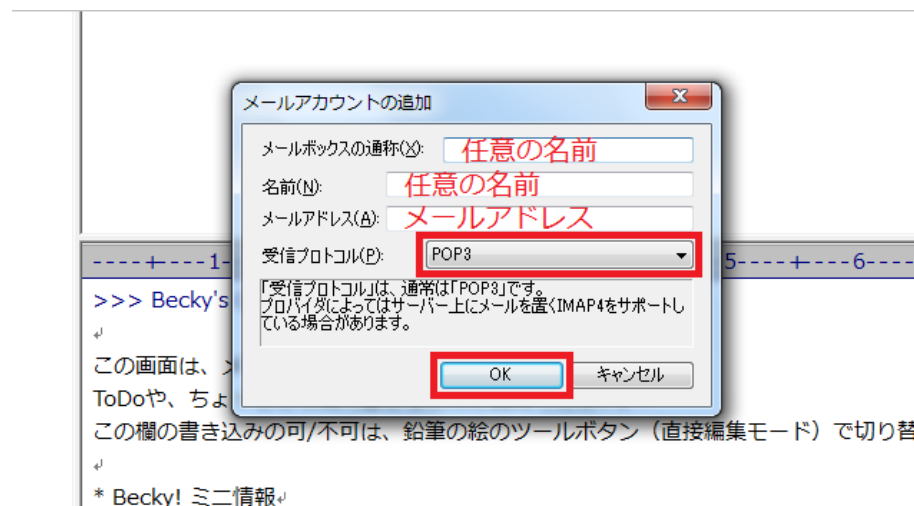 メールアカウントの追加
メールボックスの通称(X): 任意の名前
名前(N): 任意の名前
メールアドレス(A): メールアドレス
受信プロトコル(P): POP3
「受信プロトコル」は、通常は「POP3」です。
プロバイダによってはサーバー上にメールを置くIMAP4をサポートし
ている場合があります。
OK キャンセル
----+----1- 5----+----6----
>>> Becky's
この画面は、
ToDoや、ちょ
この欄の書き込みの可/不可は、鉛筆の絵のツールボタン（直接編集モード）で切り替
* Becky! ミニ情報